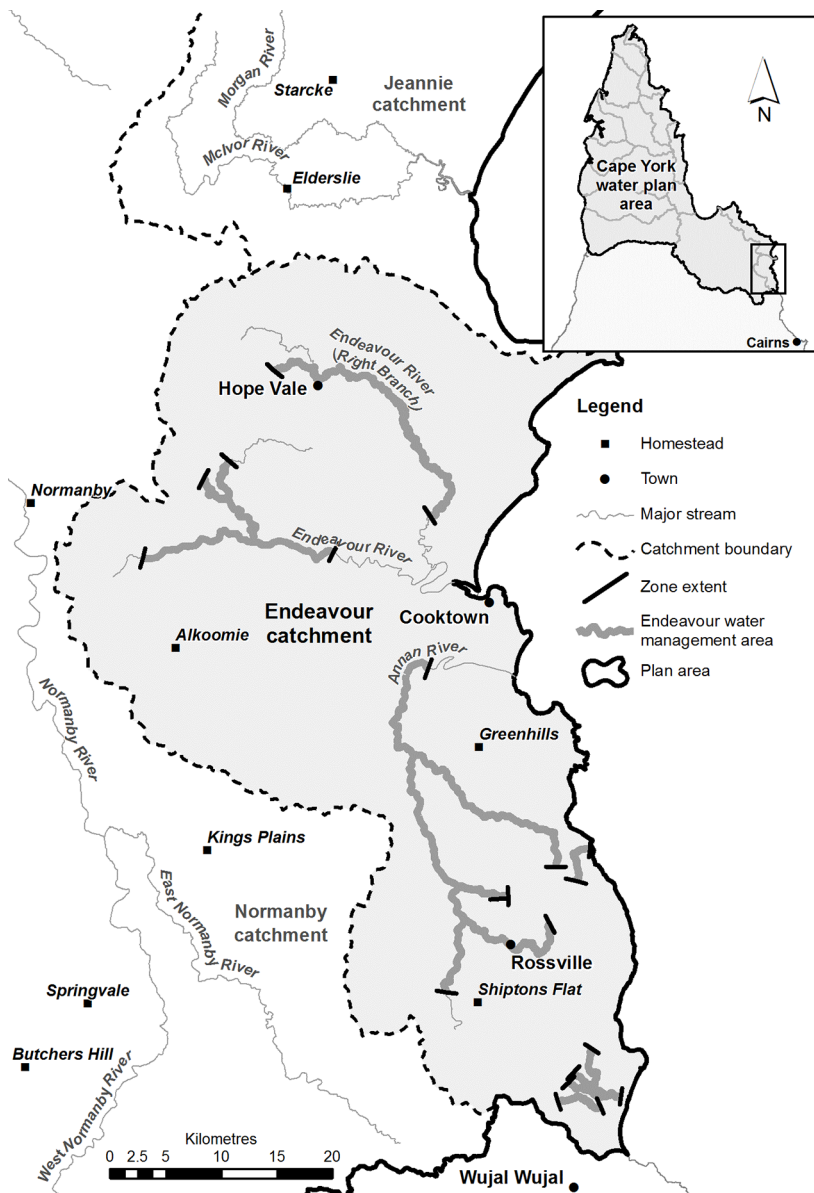 Morgan River
Starcke
Jeannie
catchment
McIvor River
Elderslie
Cape York
water plan
area
N
Cairns
Endeavour River
(Right Branch)
Hope Vale
Legend
Homestead
Town
Major stream
Catchment boundary
Zone extent
Endeavour water
management area
Plan area
Normanby
Endeavour River
Endeavour
catchment
Cooktown
Alkoomie
Annan River
Normanby River
Greenhills
Kings Plains
East Normanby River
Normanby
catchment
Rossville
Springvale
Shiptons Flat
Butchers Hill
West Normanby River
Kilometres
0 2.5 5 10 15 20
Wujal Wujal